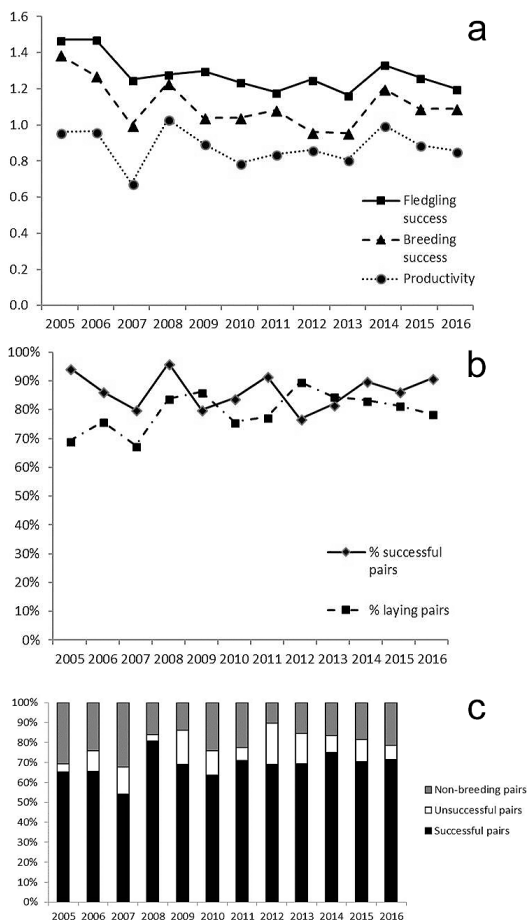 a
1.6
1.4
1.2
1.0
0.8
0.6
0.4
0.2
0.0
Fledgling
success
Breeding
success
Productivity
2005 2006 2007 2008 2009 2010 2011 2012 2013 2014 2015 2016
b
100%
90%
80%
70%
60%
50%
40%
30%
20%
10%
0%
% successful
pairs
% laying pairs
2005 2006 2007 2008 2009 2010 2011 2012 2013 2014 2015 2016
c
100%
90%
80%
70%
60%
50%
40%
30%
20%
10%
0%
Non-breeding pairs
Unsuccessful pairs
Successful pairs
2005 2006 2007 2008 2009 2010 2011 2012 2013 2014 2015 2016